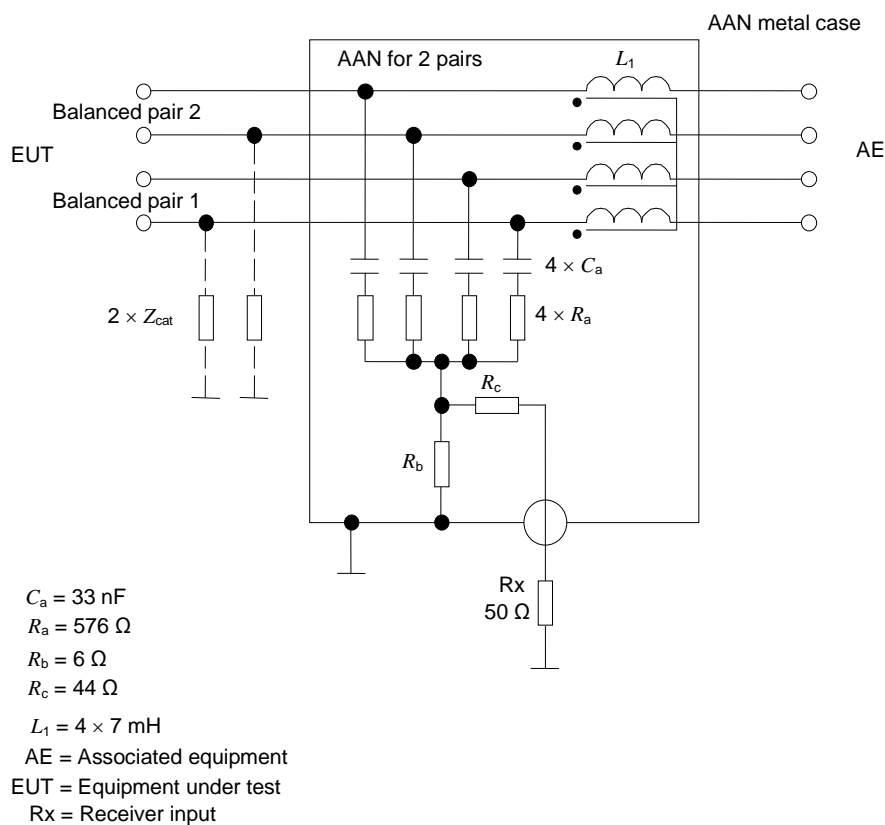 AAN metal case
AAN for 2 pairs
L1
Balanced pair 2
EUT
AE
Balanced pair 1
4 × Ca
2 × Zcat
4 × Ra
Rc
Rb
Rx
50 Ω
Ca = 33 nF
Ra = 576 Ω
Rb = 6 Ω
Rc = 44 Ω
L1 = 4 × 7 mH
AE = Associated equipment
EUT = Equipment under test
Rx = Receiver input